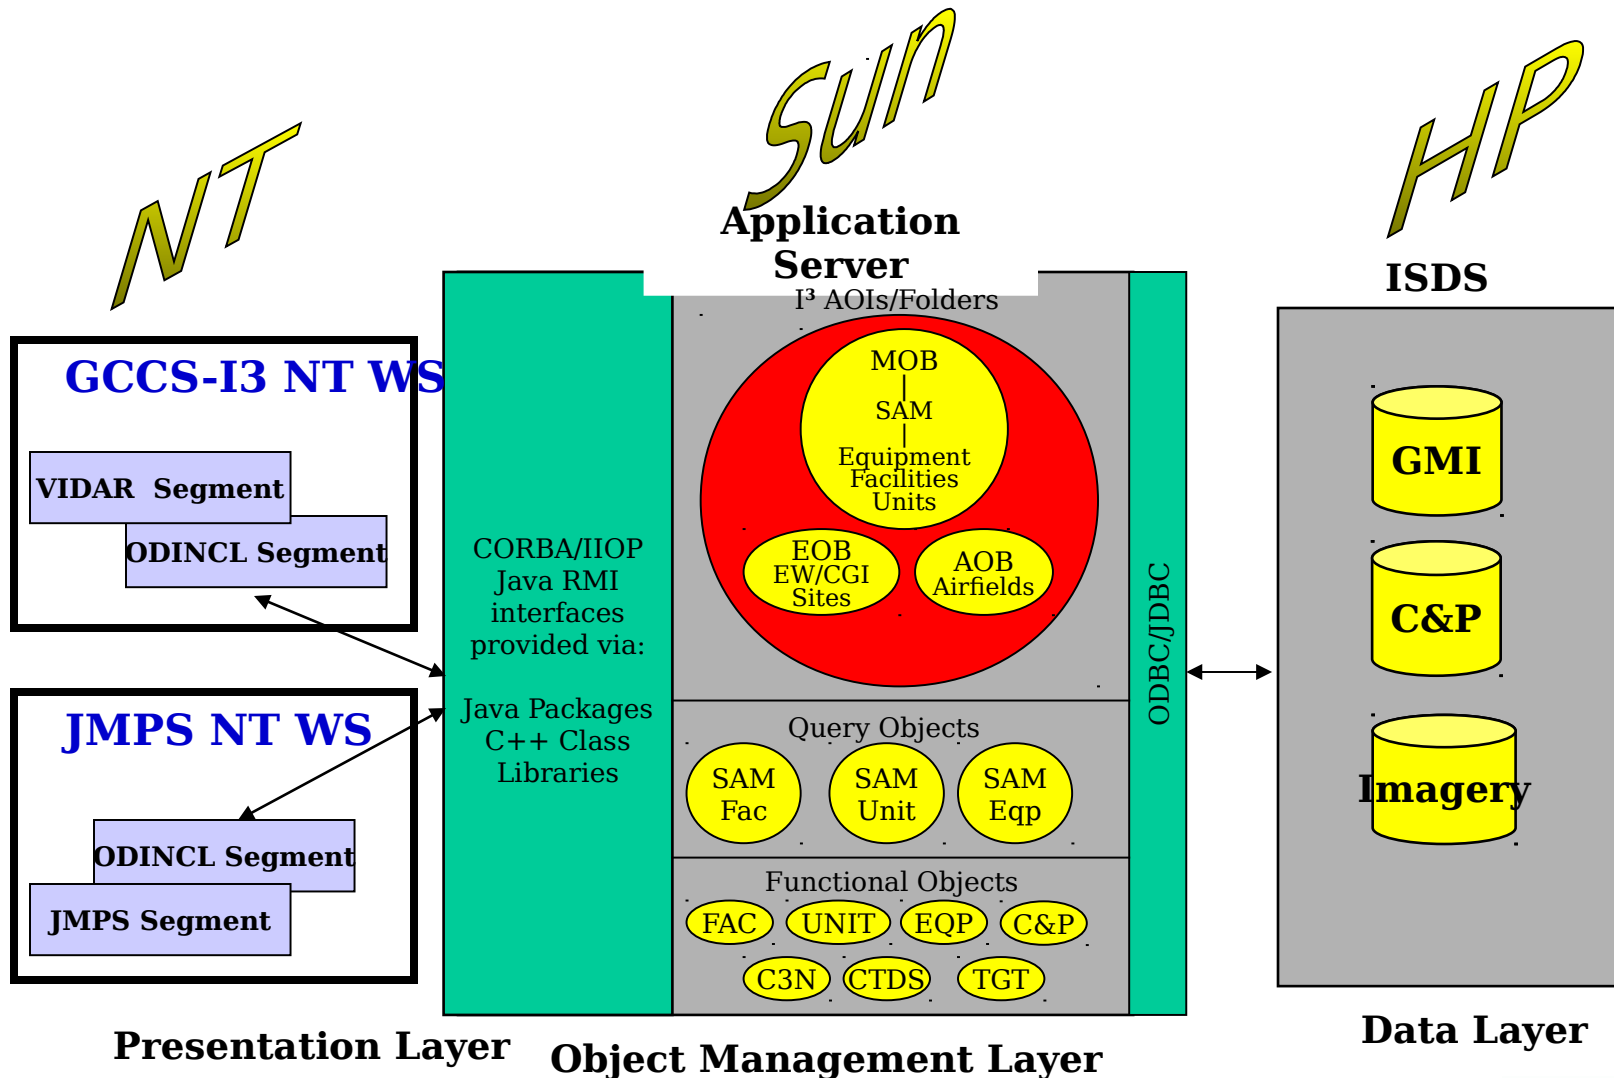 NT
Sun
HP
Application
Server
ISDS
GCCS-I3 NT WS
VIDAR  Segment
ODINCL Segment
JMPS NT WS
ODINCL Segment
JMPS Segment
CORBA/IIOP
Java RMI
interfaces
provided via:
Java Packages
C++ Class
Libraries
I³ AOIs/Folders
MOB
SAM
Equipment
Facilities
Units
EOB
EW/CGI
Sites
AOB
Airfields
Query Objects
SAM
Fac
SAM
Unit
SAM
Eqp
Functional Objects
FAC
UNIT
EQP
C&P
C3N
CTDS
TGT
ODBC/JDBC
GMI
C&P
Imagery
Presentation Layer
Object Management Layer
Data Layer